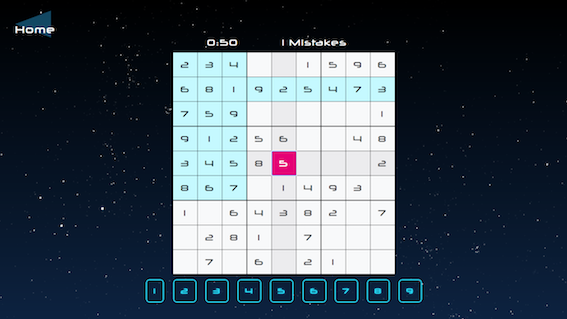 Home
0:50 1 Mistakes
2 3 4 1 5 9 6
6 8 1 9 2 5 4 7 3
7 5 9 1
9 1 2 5 6 4 8
3 4 5 8 5 2
8 6 7 1 4 9 3
1 6 4 3 8 2 7
2 8 1 7
7 6 2 1
1 2 3 4 5 6 7 8 9